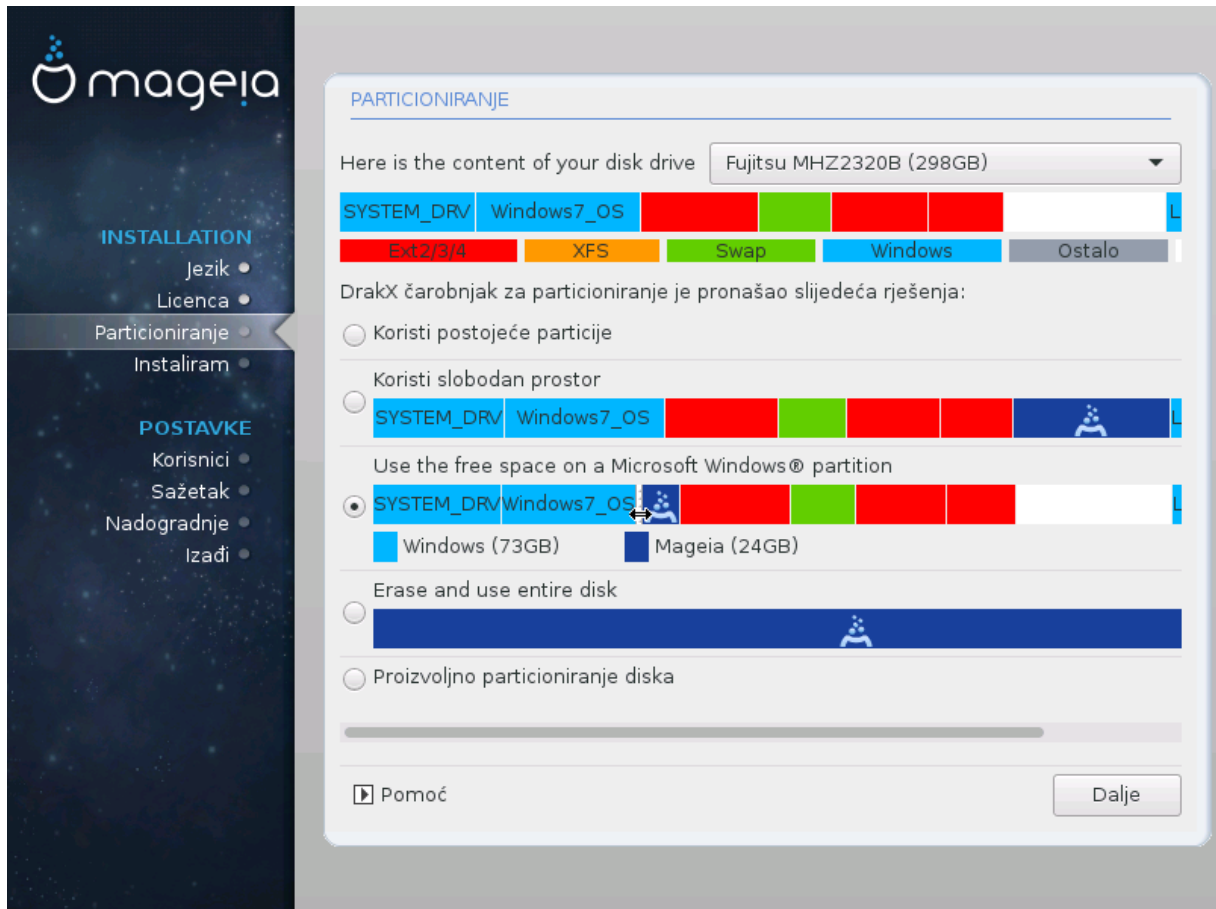 mageia
INSTALLATION
Jezik
Licenca
Particioniranje
Instaliram
POSTAVKE
Korisnici
Sažetak
Nadogradnje
Izađi
PARTICIONIRANJE
Here is the content of your disk drive Fujitsu MHZ2320B (298GB)
SYSTEM_DRV Windows7_OS L
Ext2/3/4 XFS Swap Windows Ostalo
DrakX čarobnjak za particioniranje je pronašao slijedeća rješenja:
Koristi postojeće particije
Koristi slobodan prostor
SYSTEM_DRV Windows7_OS L
Use the free space on a Microsoft Windows® partition
SYSTEM_DRV Windows7_OS L
Windows (73GB) Mageia (24GB)
Erase and use entire disk
Proizvoljno particioniranje diska
Pomoć Dalje